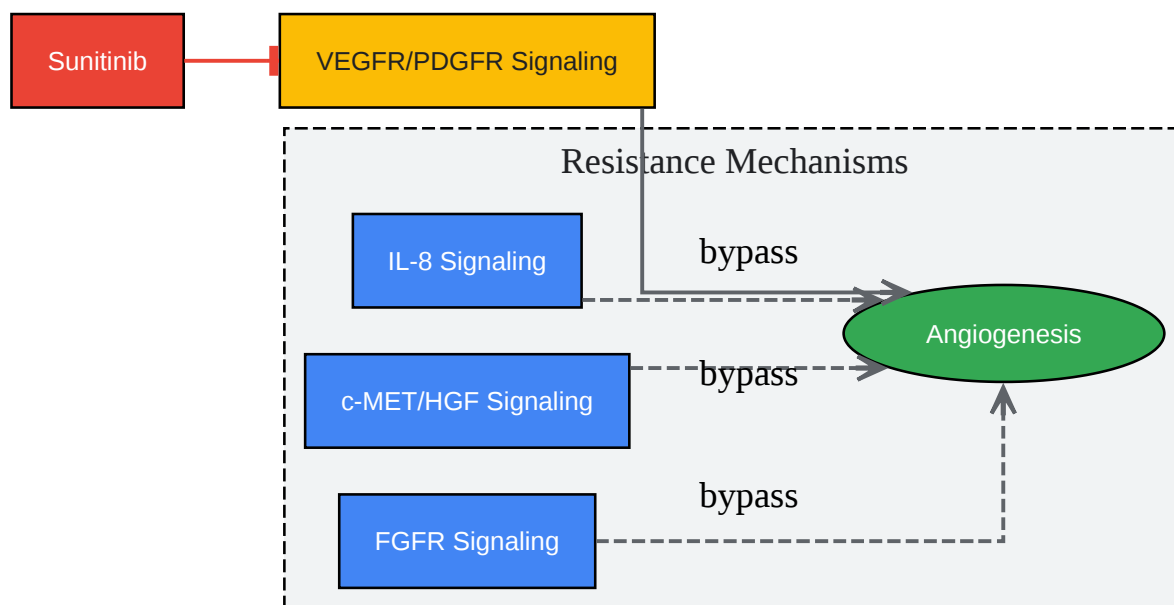 Sunitinib
VEGFR/PDGFR Signaling
Resistance Mechanisms
IL-8 Signaling
bypass
Angiogenesis
c-MET/HGF Signaling
bypass
FGFR Signaling
bypass